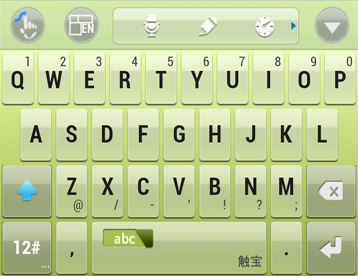 EN
1 2 3 4 5 6 7 8 9 0
Q W E R T Y U I O P
A S D F G H J K L
Z X C V B N M
@ / - ' ! ? ;
12# ... , abc 触宝 .